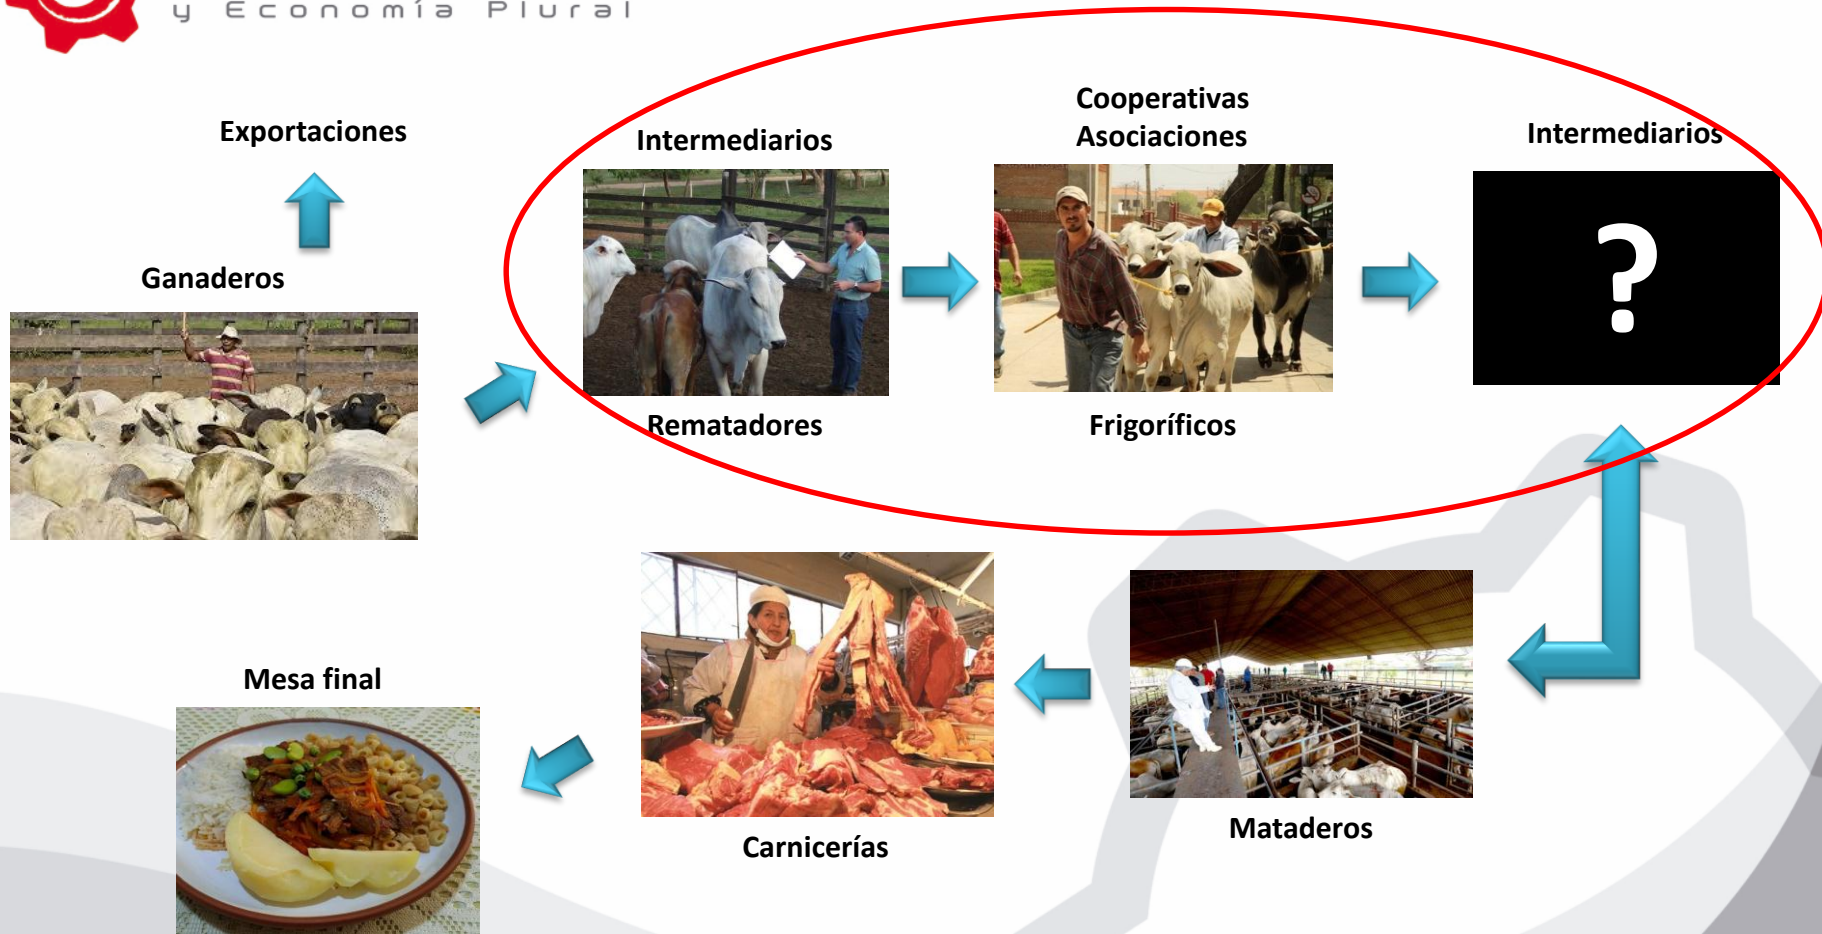 y Economía Plural
Exportaciones
Intermediarios
Cooperativas
Asociaciones
Intermediarios
Ganaderos
?
Rematadores
Frigoríficos
Mesa final
Carnicerías
Mataderos